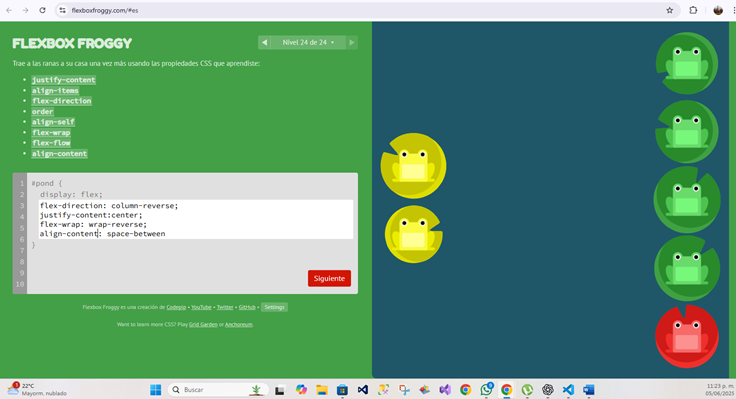 flexboxfroggy.com/#es
FLEXBOX FROGGY
Nivel 24 de 24
Trae a las ranas a su casa una vez más usando las propiedades CSS que aprendiste:
justify-content
align-items
flex-direction
order
align-self
flex-wrap
flex-flow
align-content
1 #pond {
2 display: flex;
3 flex-direction: column-reverse;
4 justify-content:center;
5 flex-wrap: wrap-reverse;
6 align-content: space-between
7 }
8
9
10
Siguiente
Flexbox Froggy es una creación de Codepip • YouTube • Twitter • GitHub • Settings
Want to learn more CSS? Play Grid Garden or Anchoreum.
22°C
Mayorm. nublado
Buscar
11:23 p. m.
05/06/2025